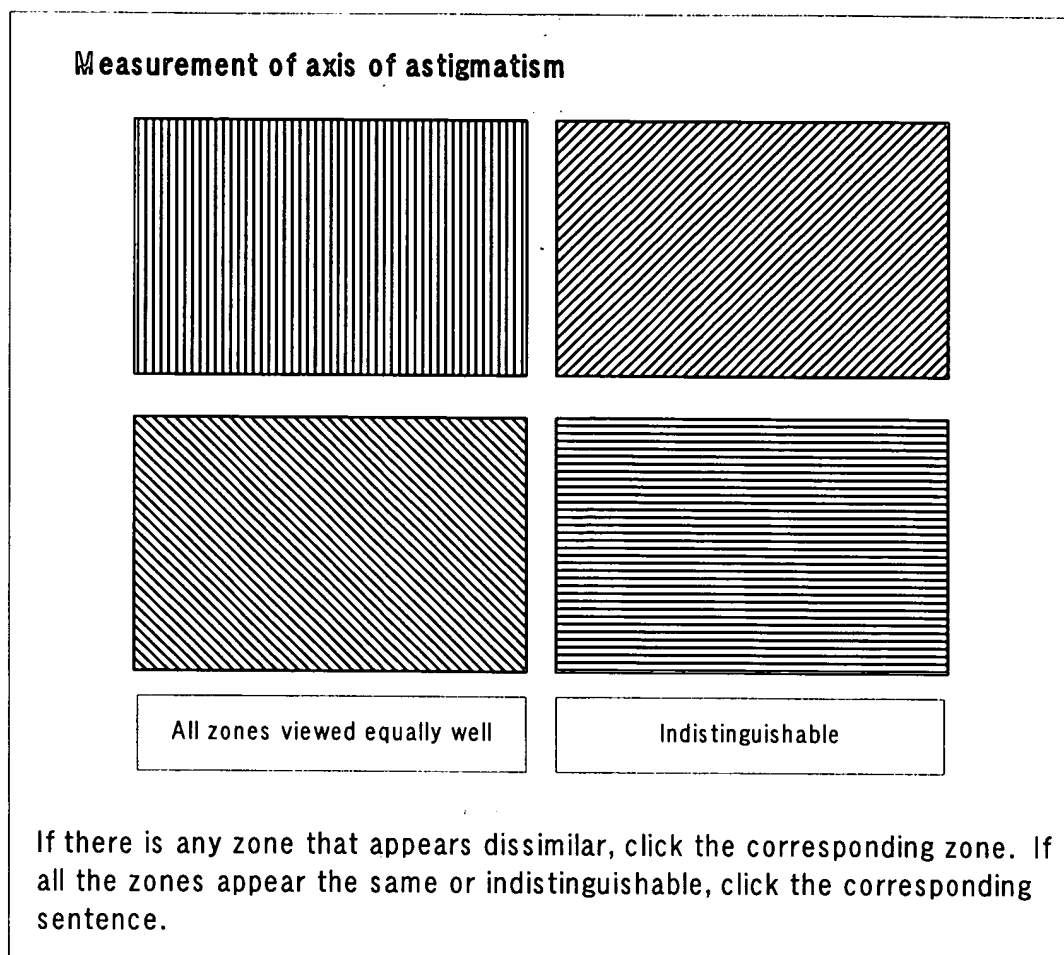 Measurement of axis of astigmatism
All zones viewed equally well
Indistinguishable
If there is any zone that appears dissimilar, click the corresponding zone. If
all the zones appear the same or indistinguishable, click the corresponding
sentence.